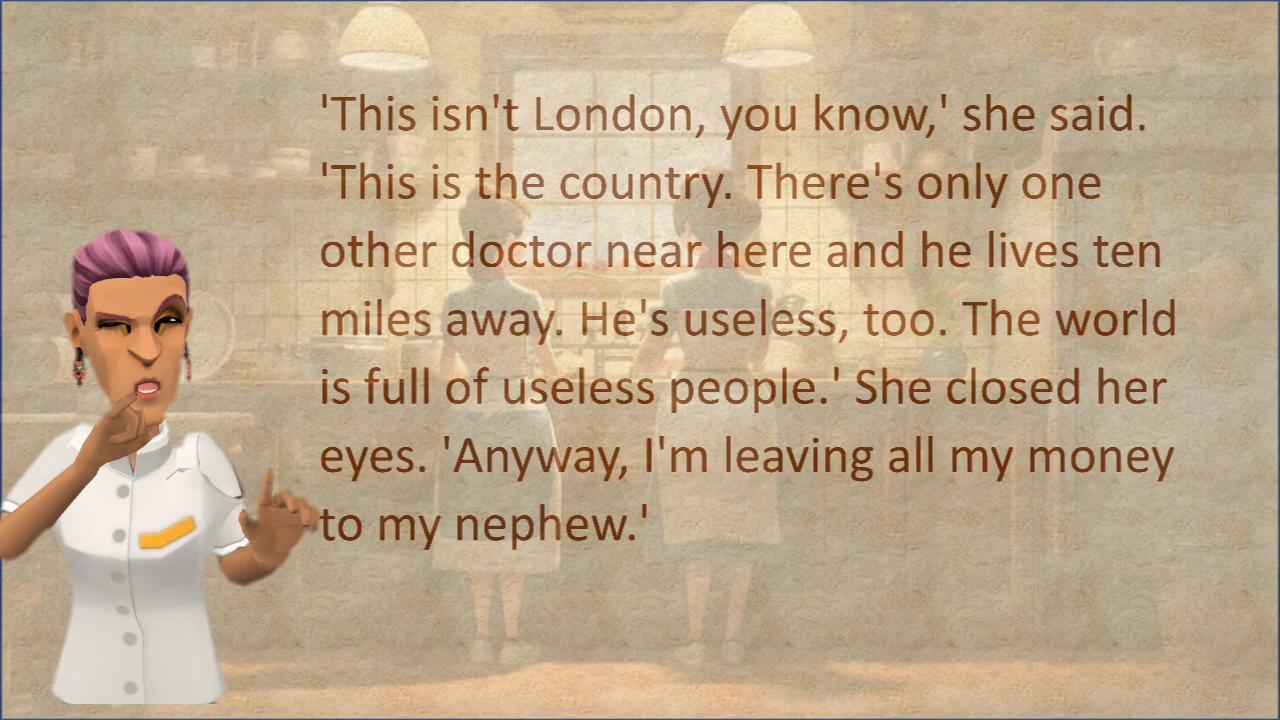 'This isn't London, you know,' she said.
'This is the country. There's only one
other doctor near here and he lives ten
miles away. He's useless, too. The world
is full of useless people.' She closed her
eyes. 'Anyway, I'm leaving all my money
to my nephew.'